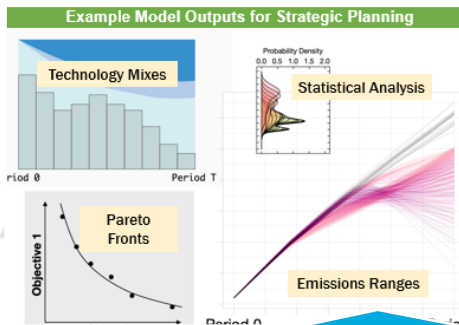 Example Model Outputs for Strategic Planning
Technology Mixes
riod 0
Period T
Probability Density
0.0 0.5 1.0 1.5 2.0
Statistical Analysis
Pareto
Fronts
Objective 1
Emissions Ranges
Period 0